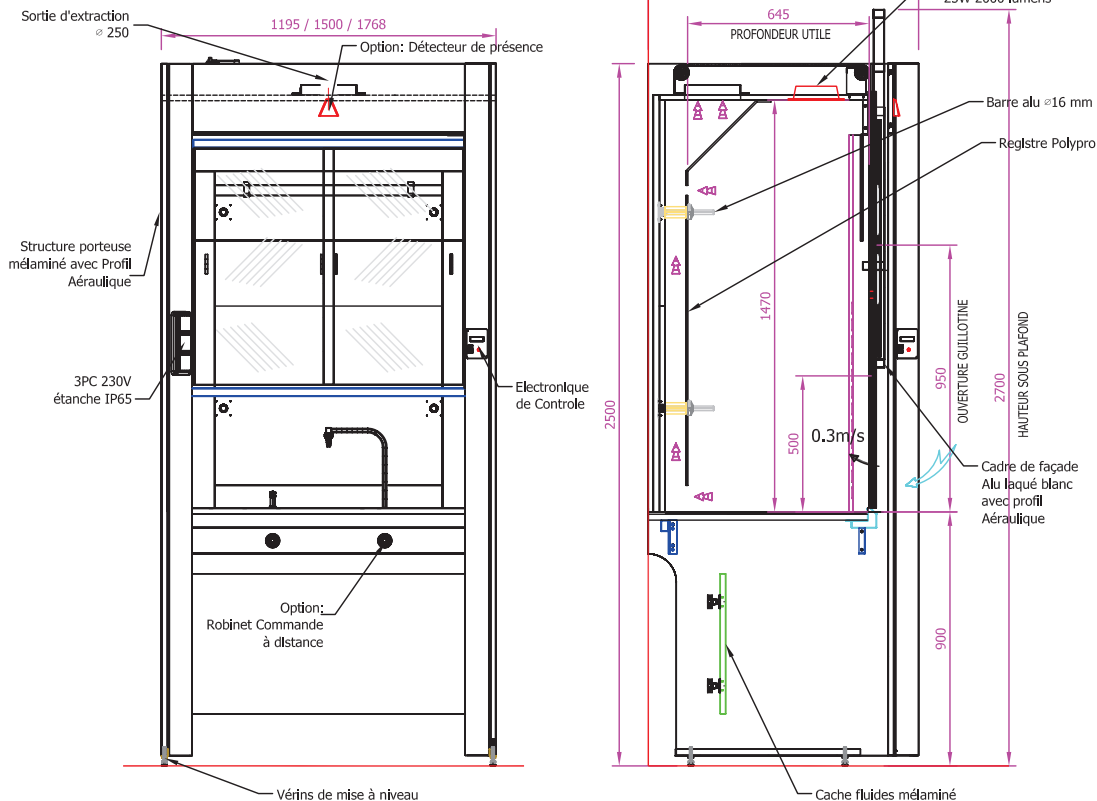 Sortie d'extraction
⌀ 250
1195 / 1500 / 1768
Option: Détecteur de présence
Structure porteuse
mélaminé avec Profil
Aéraulique
3PC 230V
étanche IP65
Electronique
de Controle
Option:
Robinet Commande
à distance
Vérins de mise à niveau
645
PROFONDEUR UTILE
25W 2000 lumens
Barre alu ⌀16 mm
Registre Polypro
1470
2500
500
0.3m/s
950
OUVERTURE GUILLOTINE
2700
HAUTEUR SOUS PLAFOND
Cadre de façade
Alu laqué blanc
avec profil
Aéraulique
900
Cache fluides mélaminé